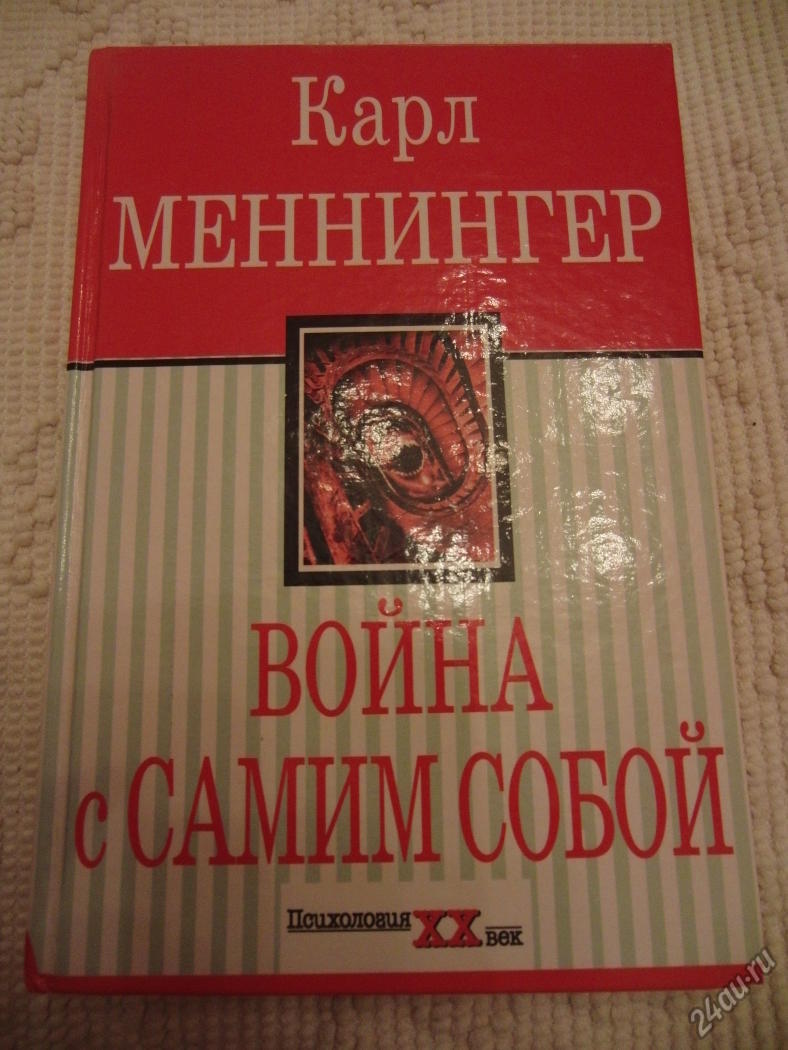 Карл
МЕННИНГЕР
ВОЙНА
с САМИМ СОБОЙ
Психология XX век
24au.ru